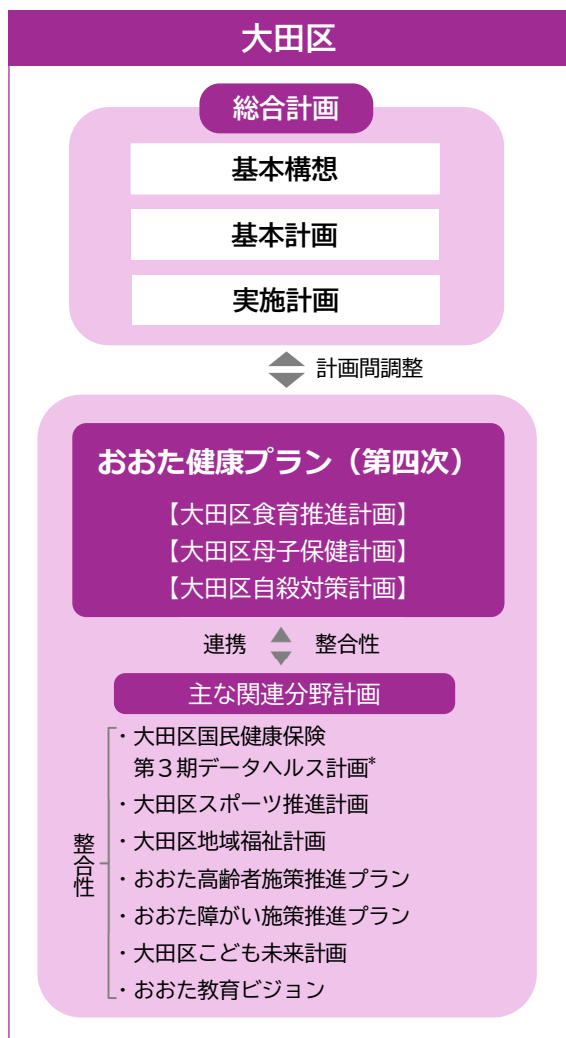 大田区
総合計画
基本構想
基本計画
実施計画
計画間調整
おおた健康プラン（第四次）
【大田区食育推進計画】
【大田区母子保健計画】
【大田区自殺対策計画】
連携 整合性
主な関連分野計画
整合性
・大田区国民健康保険
第３期データヘルス計画*
・大田区スポーツ推進計画
・大田区地域福祉計画
・おおた高齢者施策推進プラン
・おおた障がい施策推進プラン
・大田区こども未来計画
・おおた教育ビジョン